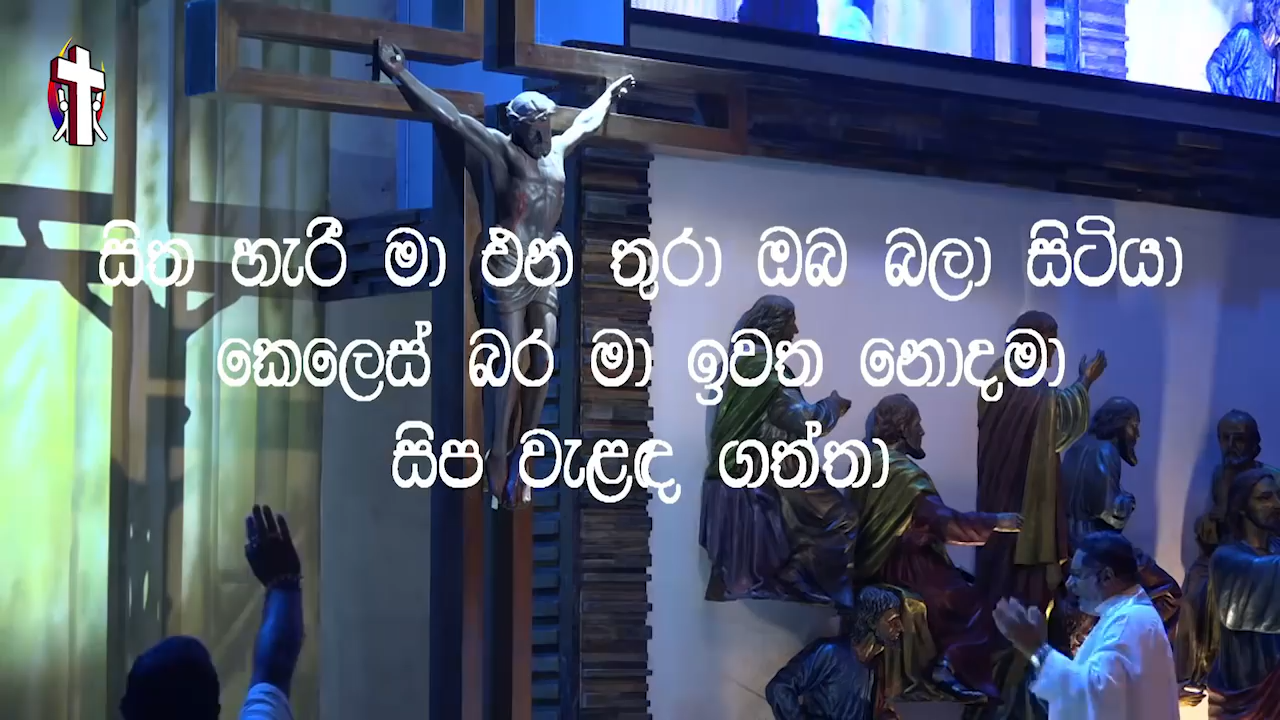 සිත හැරී මා එන තුරා ඔබ බලා සිටියා
කෙලෙස් බර මා ඉවත නොදමා
සිප වැළඳ ගත්තා